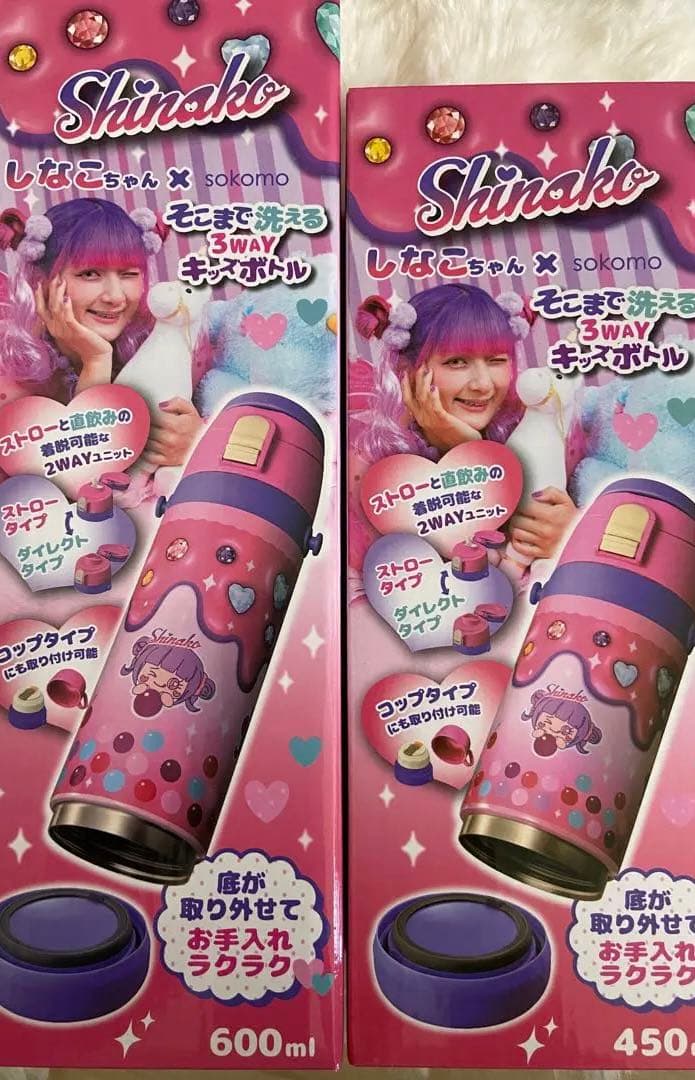 Shinako
しなこちゃん × sokomo
そこまで洗える
3WAY
キッズボトル
ストローと直飲みの
着脱可能な
2WAYユニット
ストロー
タイプ
ダイレクト
タイプ
コップタイプ
にも取り付け可能
Shinako
底が
取り外せて
お手入れ
ラクラク
600ml
Shinako
しなこちゃん × sokomo
そこまで洗える
3WAY
キッズボトル
ストローと直飲みの
着脱可能な
2WAYユニット
ストロー
タイプ
ダイレクト
タイプ
コップタイプ
にも取り付け可能
Shinako
底が
取り外せて
お手入れ
ラクラク
450